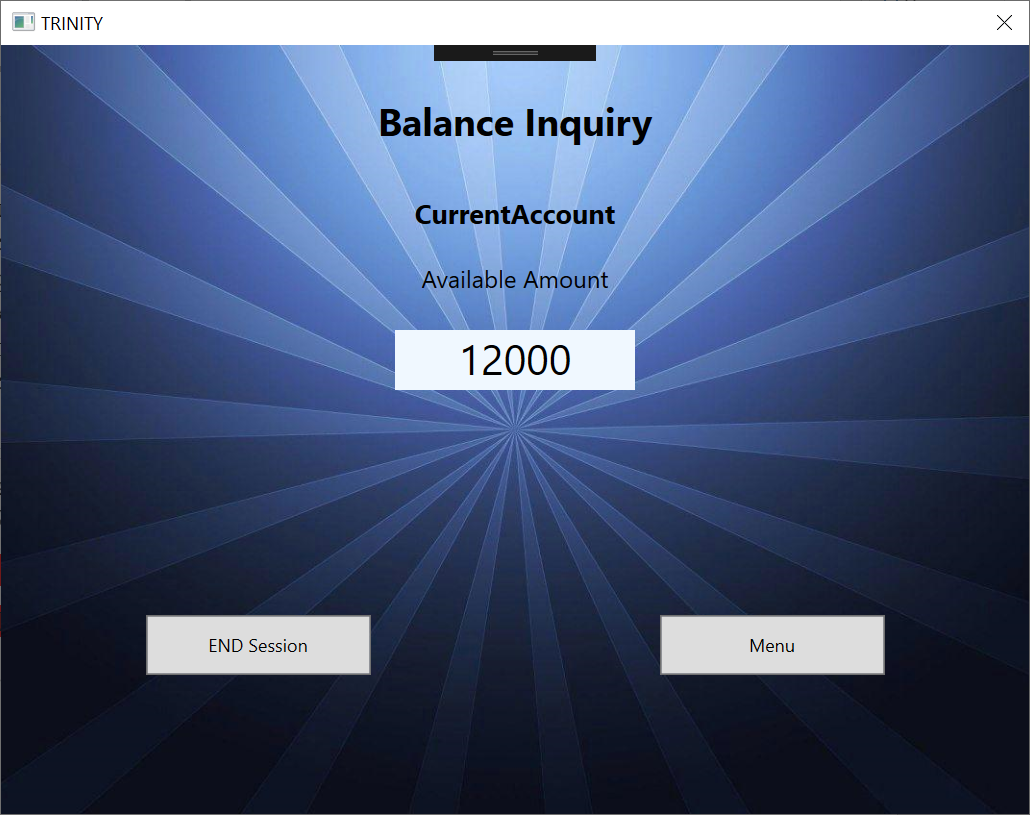 TRINITY
Balance Inquiry
CurrentAccount
Available Amount
12000
END Session
Menu